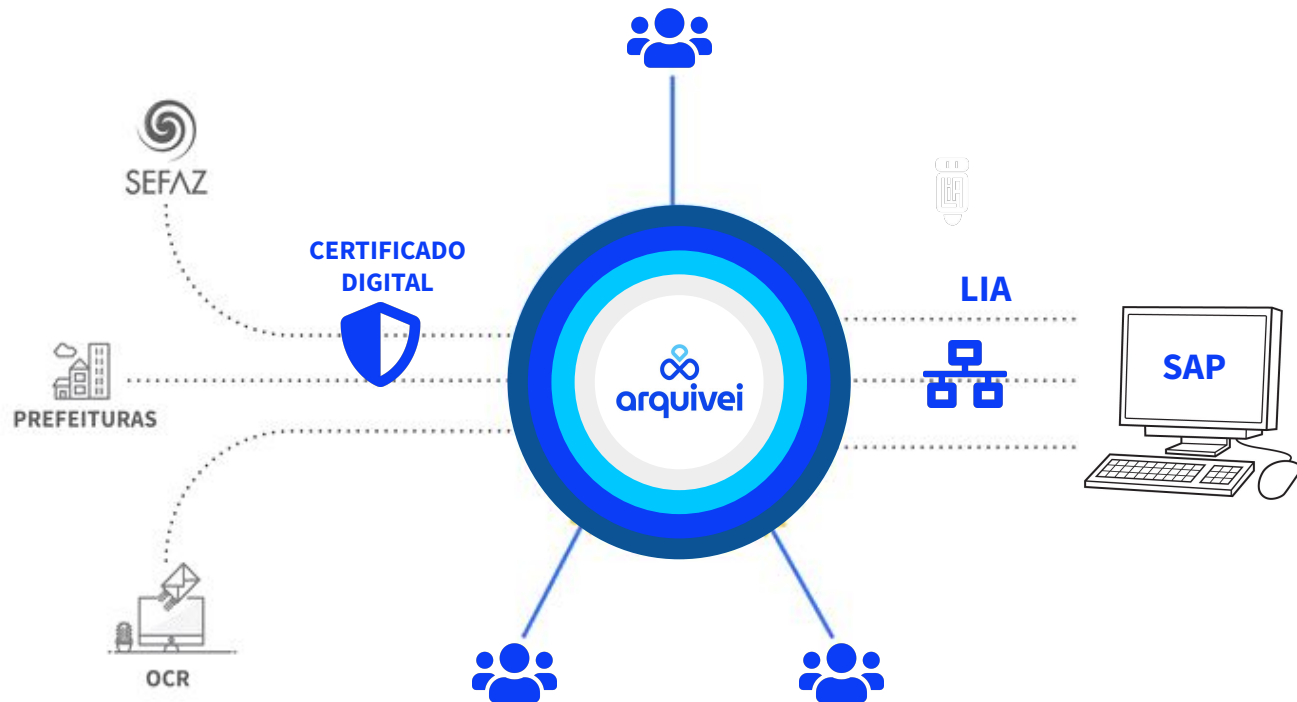 SEFAZ
CERTIFICADO
DIGITAL
LIA
SAP
arquivei
PREFEITURAS
OCR